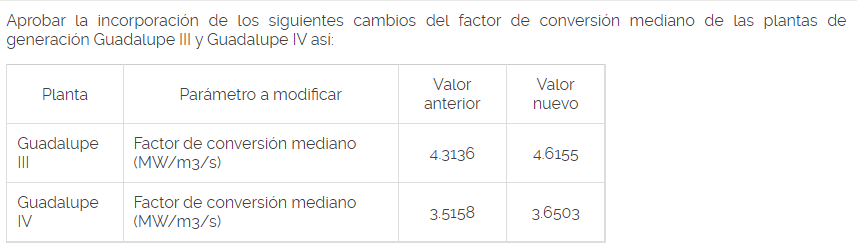 Aprobar la incorporación de los siguientes cambios del factor de conversión mediano de las plantas de
generación Guadalupe III y Guadalupe IV así:
Planta
Parámetro a modificar
Valor
anterior
Valor
nuevo
Guadalupe
III
Factor de conversión mediano
(MW/m3/s)
4.3136
4.6155
Guadalupe
IV
Factor de conversión mediano
(MW/m3/s)
3.5158
3.6503